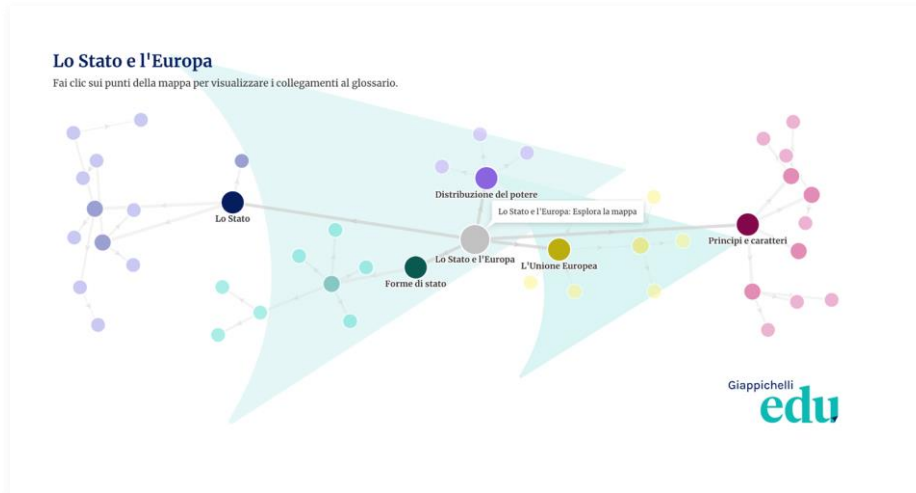 Lo Stato e l'Europa
Fai clic sui punti della mappa per visualizzare i collegamenti al glossario.
Distribuzione del potere
Lo Stato e l'Europa: Esplora la mappa
Lo Stato
Principi e caratteri
Lo Stato e l'Europa
L'Unione Europea
Forme di stato
Giappichelli
edu